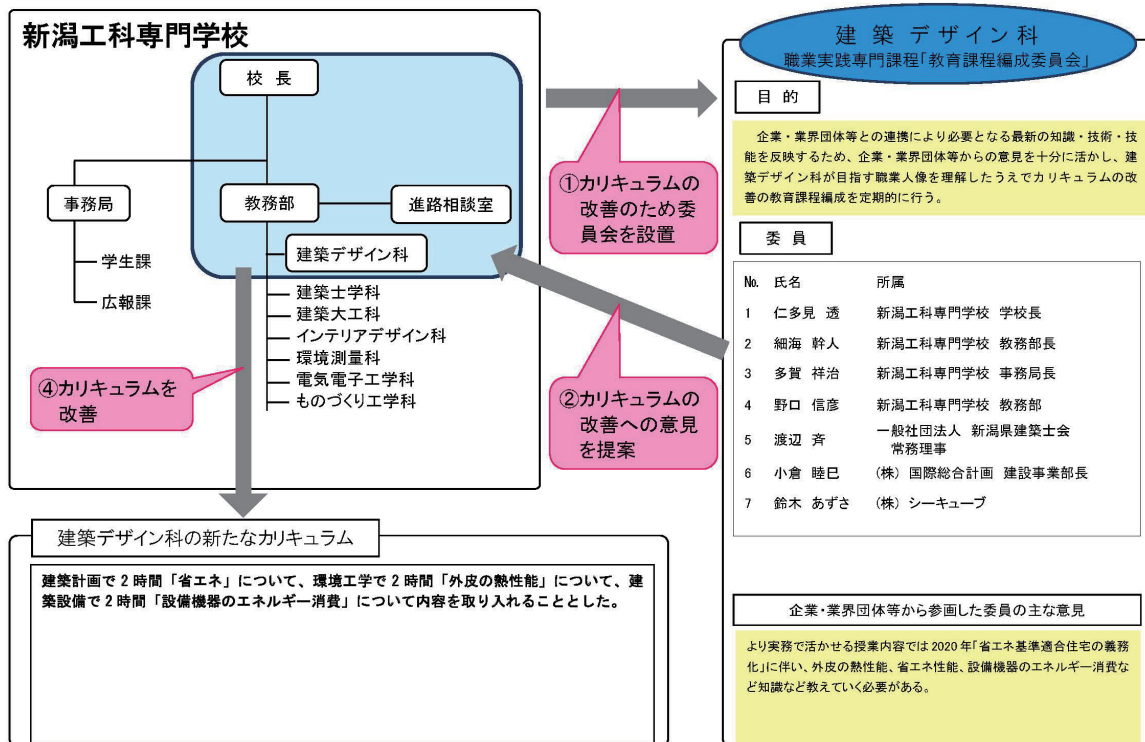 新潟工科専門学校
校 長
事務局
教務部
進路相談室
学生課
広報課
建築デザイン科
建築士学科
建築大工科
インテリアデザイン科
環境測量科
電気電子工学科
ものづくり工学科
①カリキュラムの
改善のため委
員会を設置
②カリキュラムの
改善への意見
を提案
④カリキュラムを
改善
建築デザイン科の新たなカリキュラム
建築計画で2時間「省エネ」について、環境工学で2時間「外皮の熱性能」について、建
築設備で2時間「設備機器のエネルギー消費」について内容を取り入れることとした。
建 築 デザイン科
職業実践専門課程「教育課程編成委員会」
目 的
企業・業界団体等との連携により必要となる最新の知識・技術・技
能を反映するため、企業・業界団体等からの意見を十分に活かし、建
築デザイン科が目指す職業人像を理解したうえでカリキュラムの改
善の教育課程編成を定期的に行う。
委 員
No. 氏名 所属
1 仁多見 透 新潟工科専門学校 学校長
2 細海 幹人 新潟工科専門学校 教務部長
3 多賀 祥治 新潟工科専門学校 事務局長
4 野口 信彦 新潟工科専門学校 教務部
5 渡辺 斉 一般社団法人 新潟県建築士会
常務理事
6 小倉 睦巳 (株) 国際総合計画 建設事業部長
7 鈴木 あずさ (株) シーキューブ
企業・業界団体等から参画した委員の主な意見
より実務で活かせる授業内容では2020年「省エネ基準適合住宅の義務
化」に伴い、外皮の熱性能、省エネ性能、設備機器のエネルギー消費な
ど知識など教えていく必要がある。